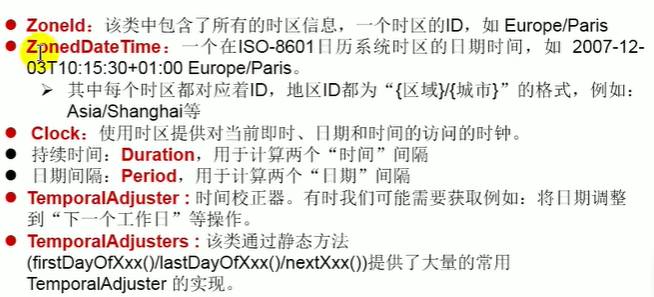 ZoneId：该类中包含了所有的时区信息，一个时区的ID，如 Europe/Paris
ZonedDateTime：一个在ISO-8601日历系统时区的日期时间，如 2007-12-
03T10:15:30+01:00 Europe/Paris。
其中每个时区都对应着ID，地区ID都为“{区域}/{城市}”的格式，例如：
Asia/Shanghai等
Clock：使用时区提供对当前即时、日期和时间的访问的时钟。
持续时间：Duration，用于计算两个“时间”间隔
日期间隔：Period，用于计算两个“日期”间隔
TemporalAdjuster : 时间校正器。有时我们可能需要获取例如：将日期调整
到“下一个工作日”等操作。
TemporalAdjusters : 该类通过静态方法
(firstDayOfXxx()/lastDayOfXxx()/nextXxx())提供了大量的常用
TemporalAdjuster 的实现。